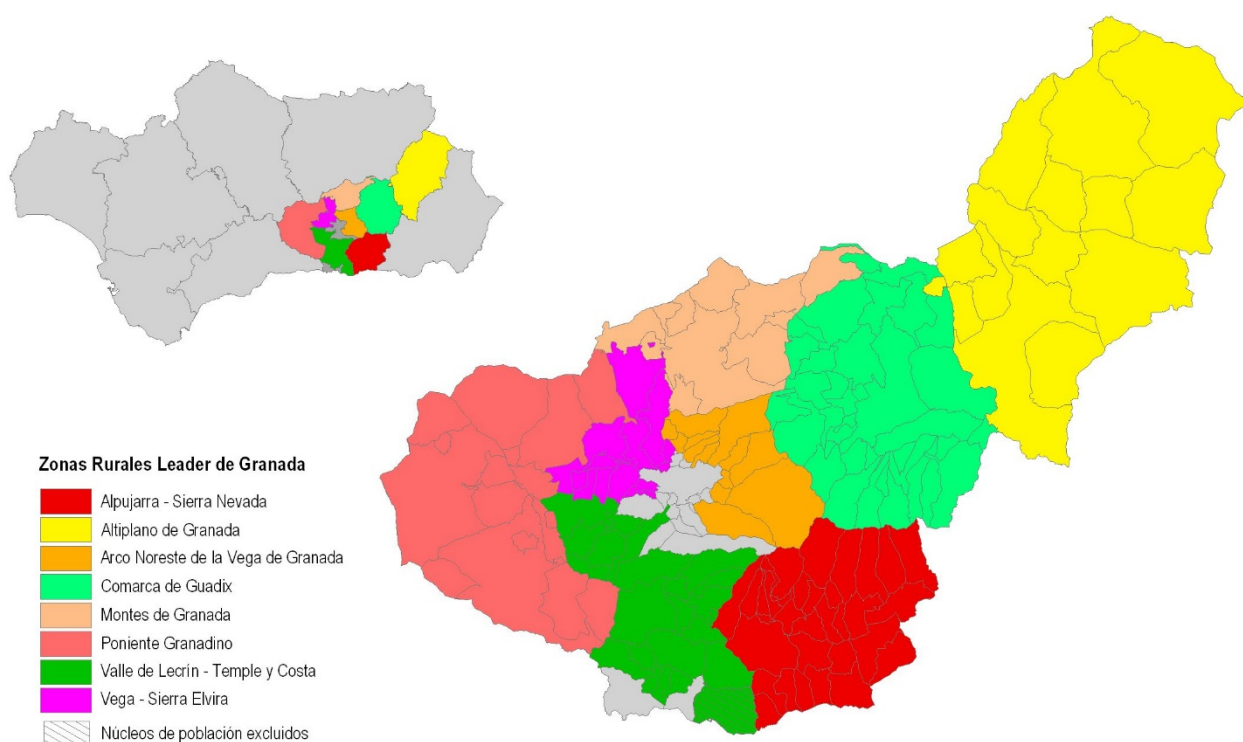 Zonas Rurales Leader de Granada
Alpujarra - Sierra Nevada
Altiplano de Granada
Arco Noreste de la Vega de Granada
Comarca de Guadix
Montes de Granada
Poniente Granadino
Valle de Lecrín - Temple y Costa
Vega - Sierra Elvira
Núcleos de población excluidos